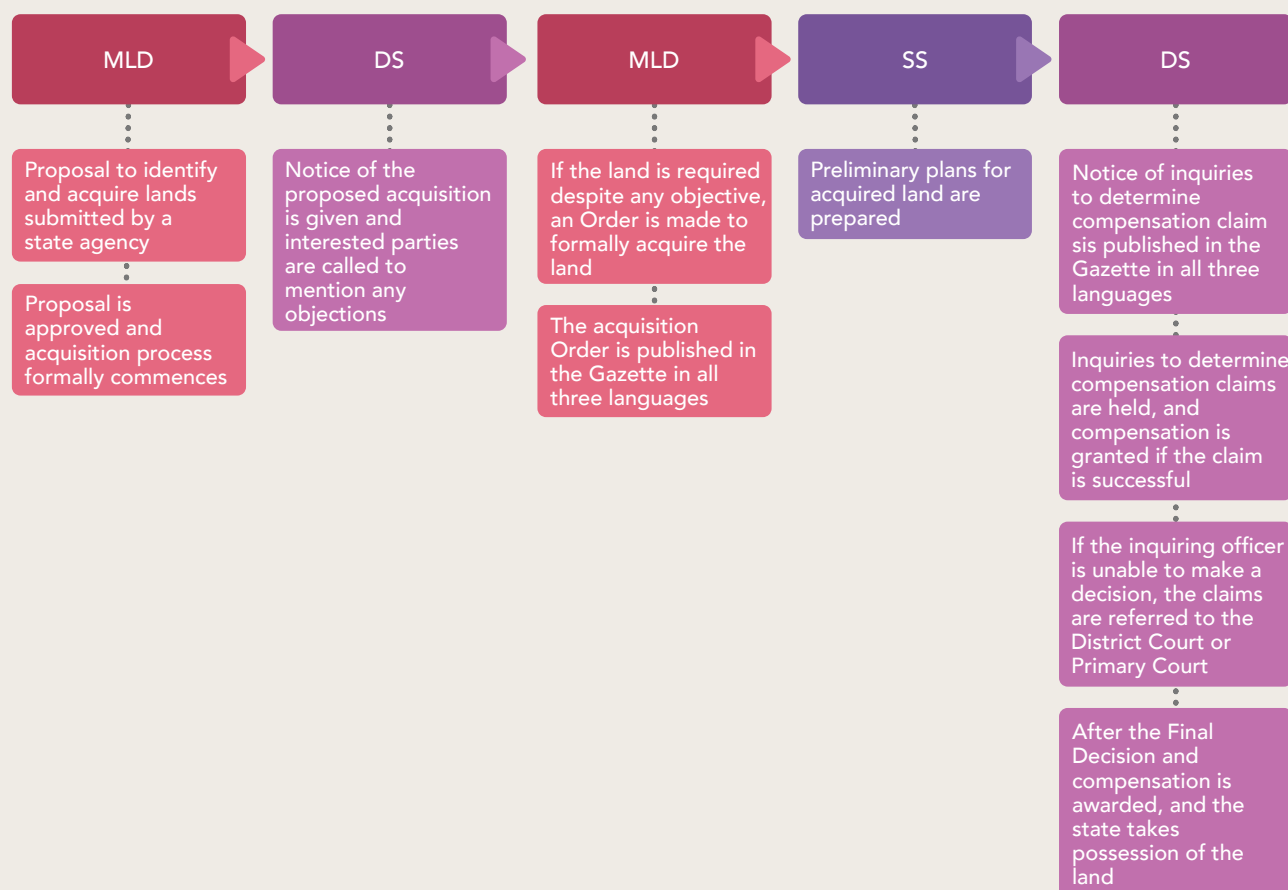 MLD
Proposal to identify
and acquire lands
submitted by a
state agency
Proposal is
approved and
acquisition process
formally commences
DS
Notice of the
proposed acquisition
is given and
interested parties
are called to
mention any
objections
MLD
If the land is required
despite any objective,
an Order is made to
formally acquire the
land
The acquisition
Order is published in
the Gazette in all
three languages
SS
Preliminary plans for
acquired land are
prepared
DS
Notice of inquiries
to determine
compensation claim
sis published in the
Gazette in all three
languages
Inquiries to determine
compensation claims
are held, and
compensation is
granted if the claim
is successful
If the inquiring officer
is unable to make a
decision, the claims
are referred to the
District Court or
Primary Court
After the Final
Decision and
compensation is
awarded, and the
state takes
possession of the
land